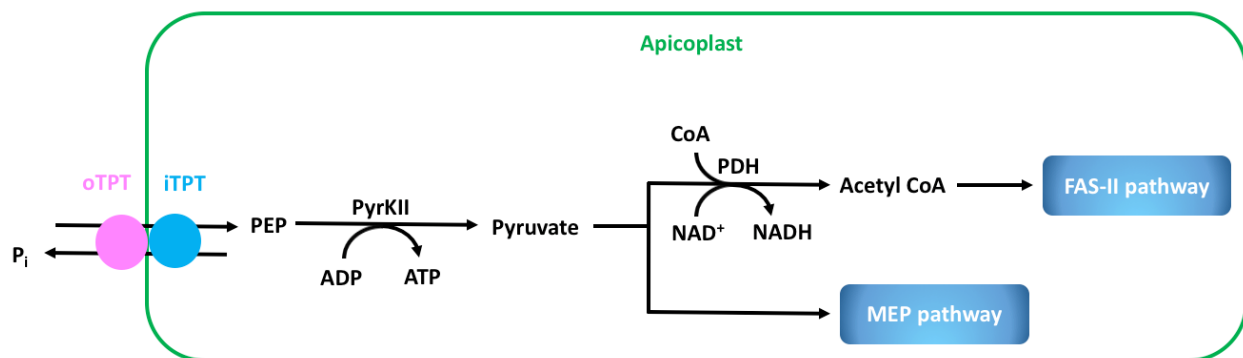 Apicoplast
CoA
PDH
oTPT iTPT
Acetyl CoA
FAS-II pathway
PyrKII
PEP
Pyruvate
NAD+ NADH
Pi
ADP ATP
MEP pathway